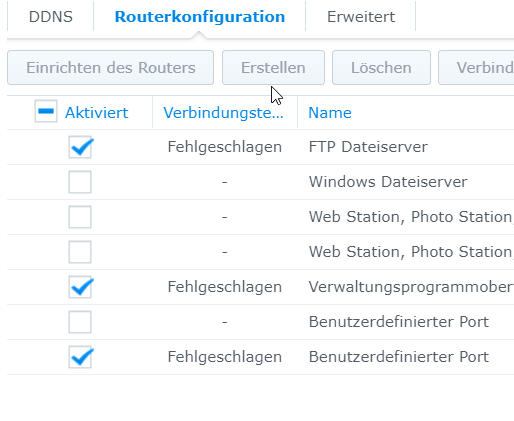 DDNS Routerkonfiguration Erweitert
Einrichten des Routers Erstellen Löschen Verbind
Aktiviert Verbindungste... Name
Fehlgeschlagen FTP Dateiserver
- Windows Dateiserver
- Web Station, Photo Station,
- Web Station, Photo Station,
Fehlgeschlagen Verwaltungsprogrammober
- Benutzerdefinierter Port
Fehlgeschlagen Benutzerdefinierter Port